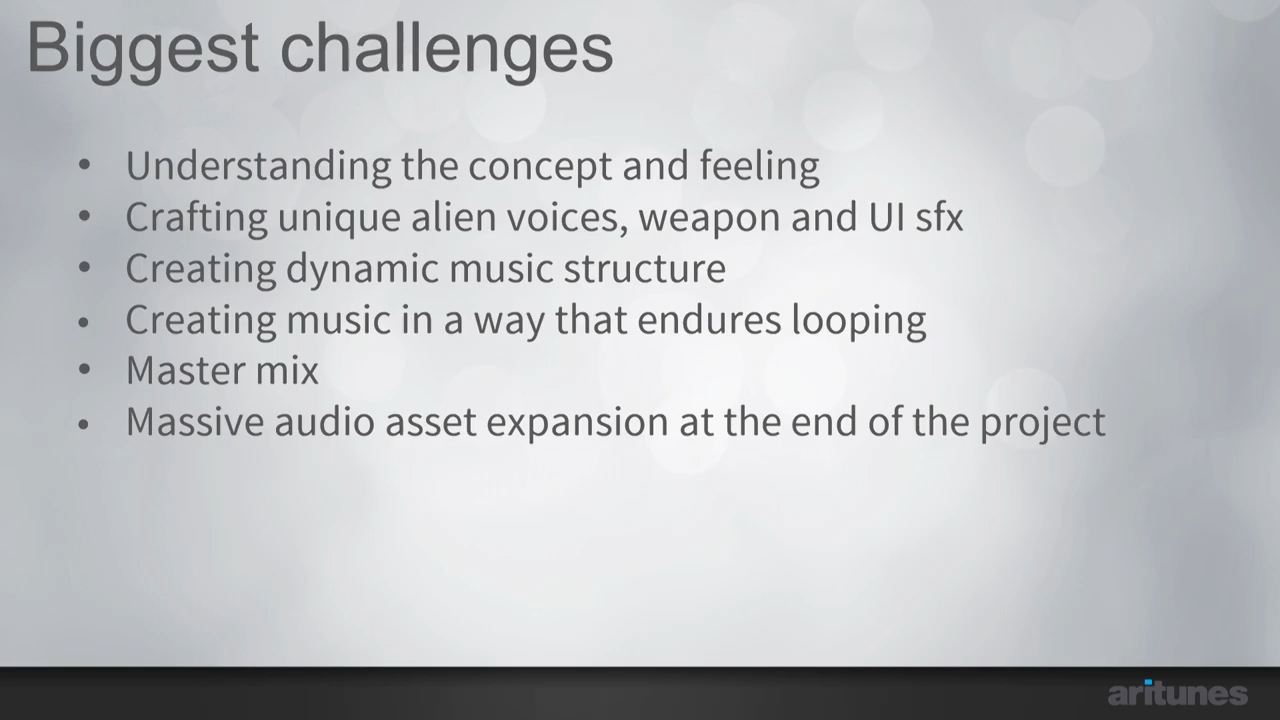 Biggest challenges
• Understanding the concept and feeling
• Crafting unique alien voices, weapon and UI sfx
• Creating dynamic music structure
• Creating music in a way that endures looping
• Master mix
• Massive audio asset expansion at the end of the project
aritunes